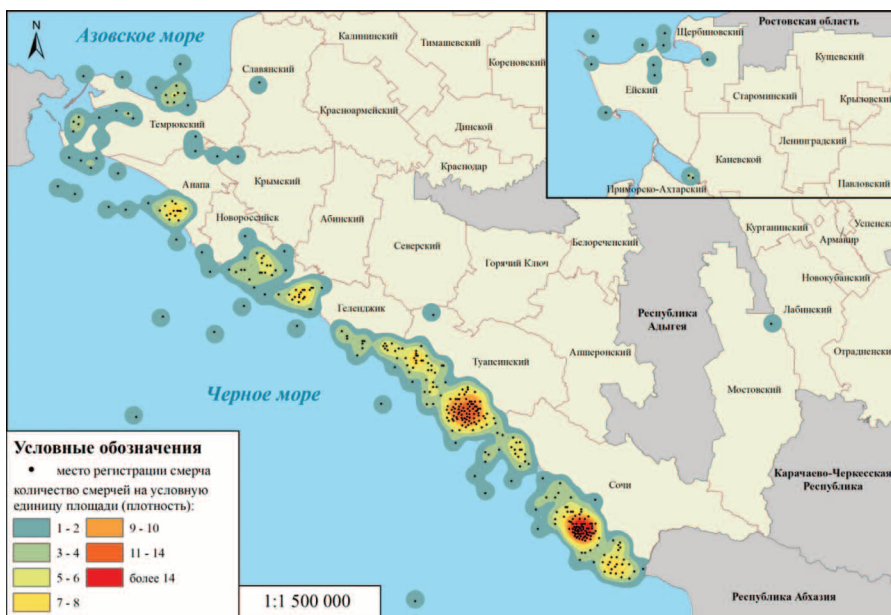 N
Азовское море
Калининский
Тимашевский
Кореновский
Славянский
Красноармейский
Динской
Темрюкский
Краснодар
Анапа
Крымский
Новороссийск
Абинский
Северский
Горячий Ключ
Белореченский
Геленджик
Туапсинский
Апшеронский
Республика
Адыгея
Мостовский
Курганинский
Армавир
Новокубанский
Лабинский
Отрадненск
Сочи
Карачаево-Черкесская
Республика
Республика Абхазия
Черное море
Ростовская область
Щербиновский
Кущевский
Ейский
Староминский
Крыловский
Ленинградский
Каневской
Павловский
Приморско-Ахтарский
Условные обозначения
место регистрации смерча
количество смерчей на условную
единицу площади (плотность):
1 - 2
9 - 10
3 - 4
11 - 14
5 - 6
более 14
7 - 8
1:1 500 000